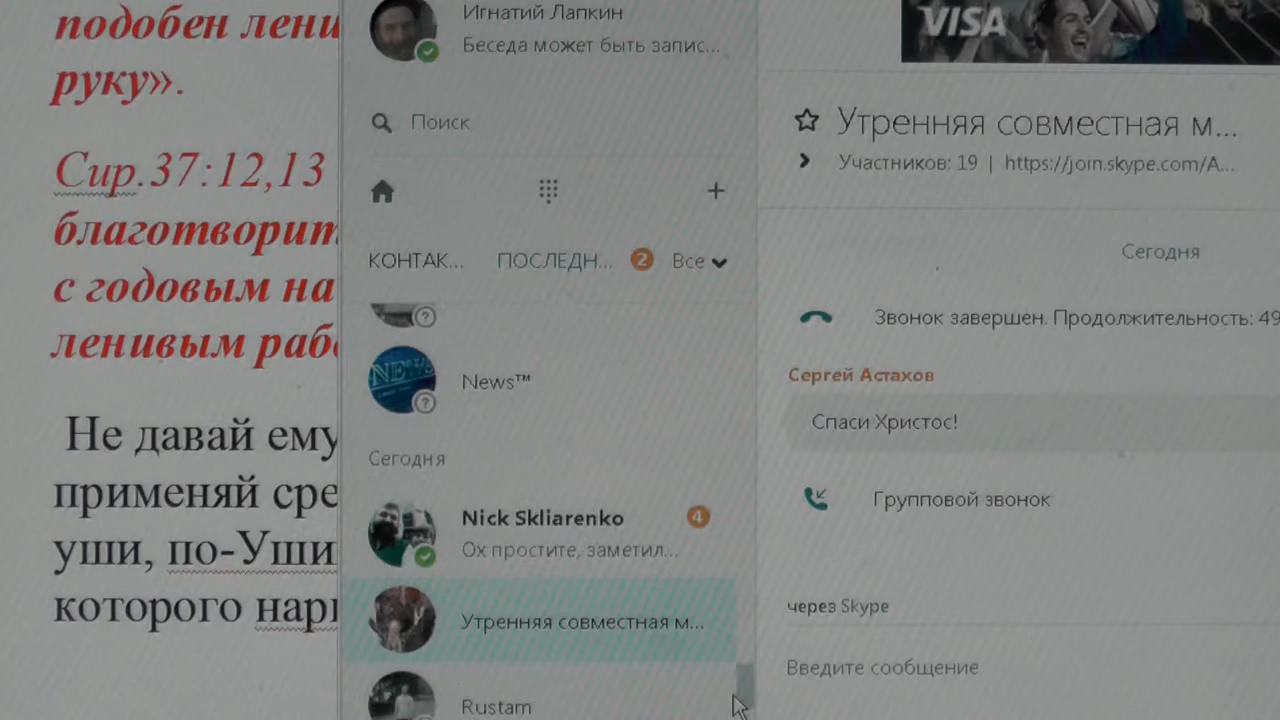 подобен лени
руку».
Сир.37:12,13
благотворит
с годовым на
ленивым раб
Не давай ему
применяй сре
уши, по-Уши
которого нар
Игнатий Лапкин
Беседа может быть запис...
Поиск
КОНТАК... ПОСЛЕДН... 2 Все
NEWS
News™
Сегодня
Nick Skliarenko 4
Ох простите, заметил...
Утренняя совместная м...
Rustam
VISA
Утренняя совместная м...
Участников: 19 | https://join.skype.com/A...
Сегодня
Звонок завершен. Продолжительность: 49
Сергей Астахов
Спаси Христос!
Групповой звонок
через Skype
Введите сообщение